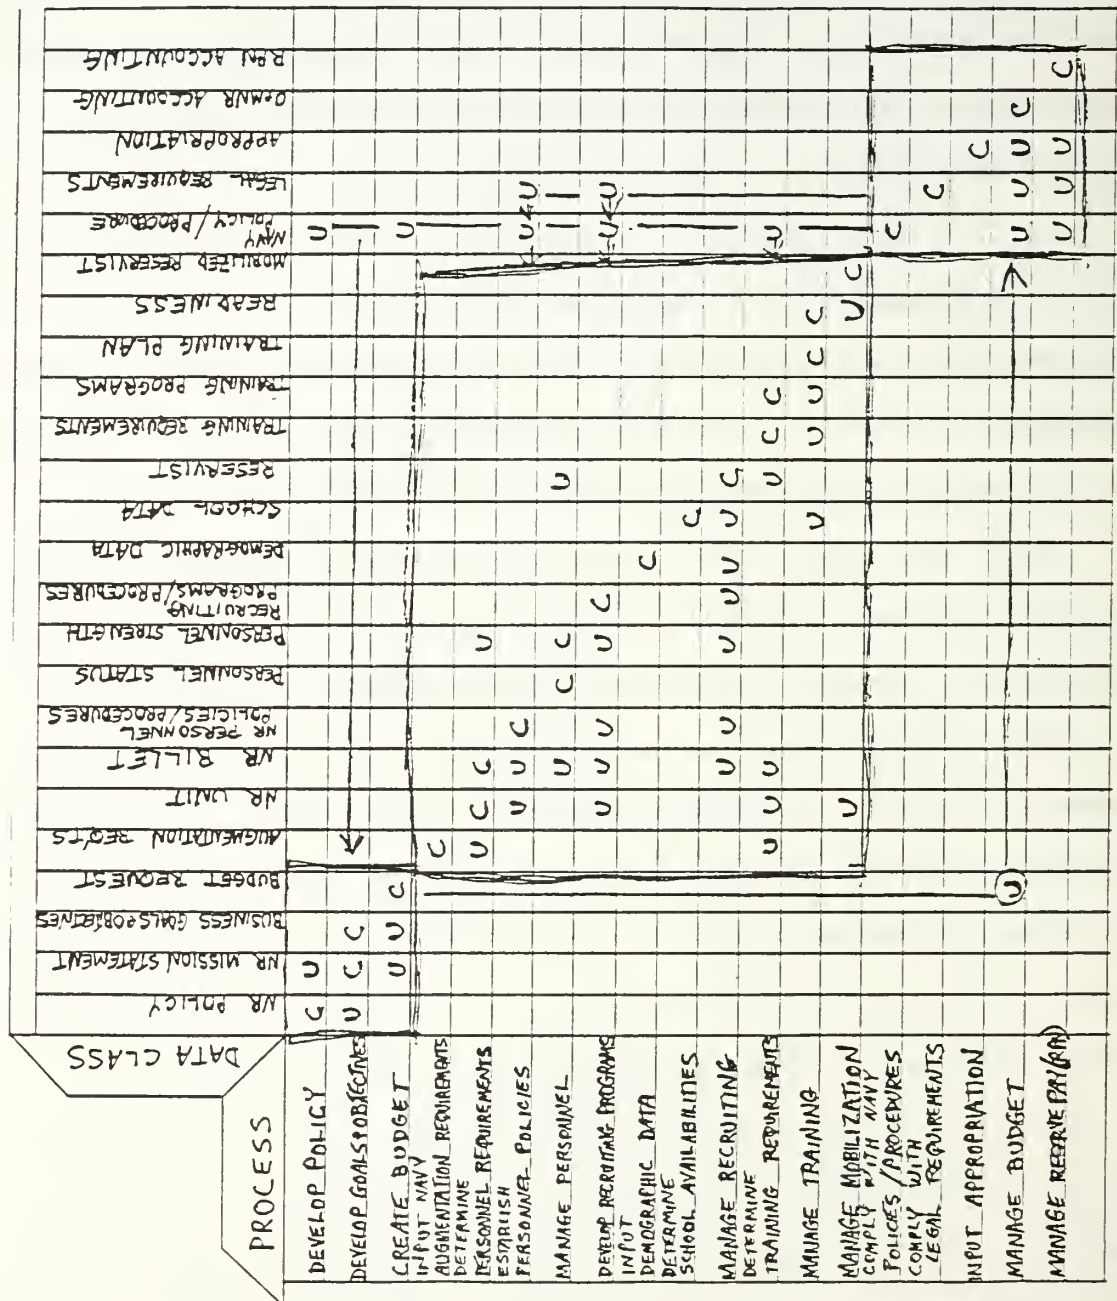 PROCESS
DATA CLASS
NR POLICY
NR MISSION STATEMENT
BUSINESS GOALS & OBJECTIVES
BUDGET REQUEST
AUGMENTATION REQ'TS
NR UNIT
NR BILLET
NR PERSONNEL
POLICIES/PROCEDURES
PERSONNEL STATUS
PERSONNEL STRENGTH
RECRUITING
PROGRAMS/PROCEDURES
DEMOGRAPHIC DATA
SCHOOL DATA
RESERVIST
TRAINING REQUIREMENTS
TRAINING PROGRAMS
TRAINING PLAN
READINESS
MOBILIZED RESERVIST
NAVY
POLICY/PROCEDURE
LEGAL REQUIREMENTS
APPROPRIATION
O&MNR ACCOUNTING
RPN ACCOUNTING
DEVELOP POLICY C U U
DEVELOP GOALS & OBJECTIVES U C C
CREATE BUDGET U U C U
INPUT NAVY
AUGMENTATION REQUIREMENTS C
DETERMINE
PERSONNEL REQUIREMENTS U C C U
ESTABLISH
PERSONNEL POLICIES U U C U U
MANAGE PERSONNEL U C C U
DEVELOP RECRUITING PROGRAMS U U U U C U U
INPUT
DEMOGRAPHIC DATA C
DETERMINE
SCHOOL AVAILABILITIES C
MANAGE RECRUITING U U U U U U C
DETERMINE
TRAINING REQUIREMENTS U U U U C C U
MANAGE TRAINING U U U C C
MANAGE MOBILIZATION U U C
COMPLY WITH NAVY
POLICES/PROCEDURES C
COMPLY WITH
LEGAL REQUIREMENTS C
INPUT APPROPRIATION C
MANAGE BUDGET U U U U C
MANAGE RESERVE PAY U U U C